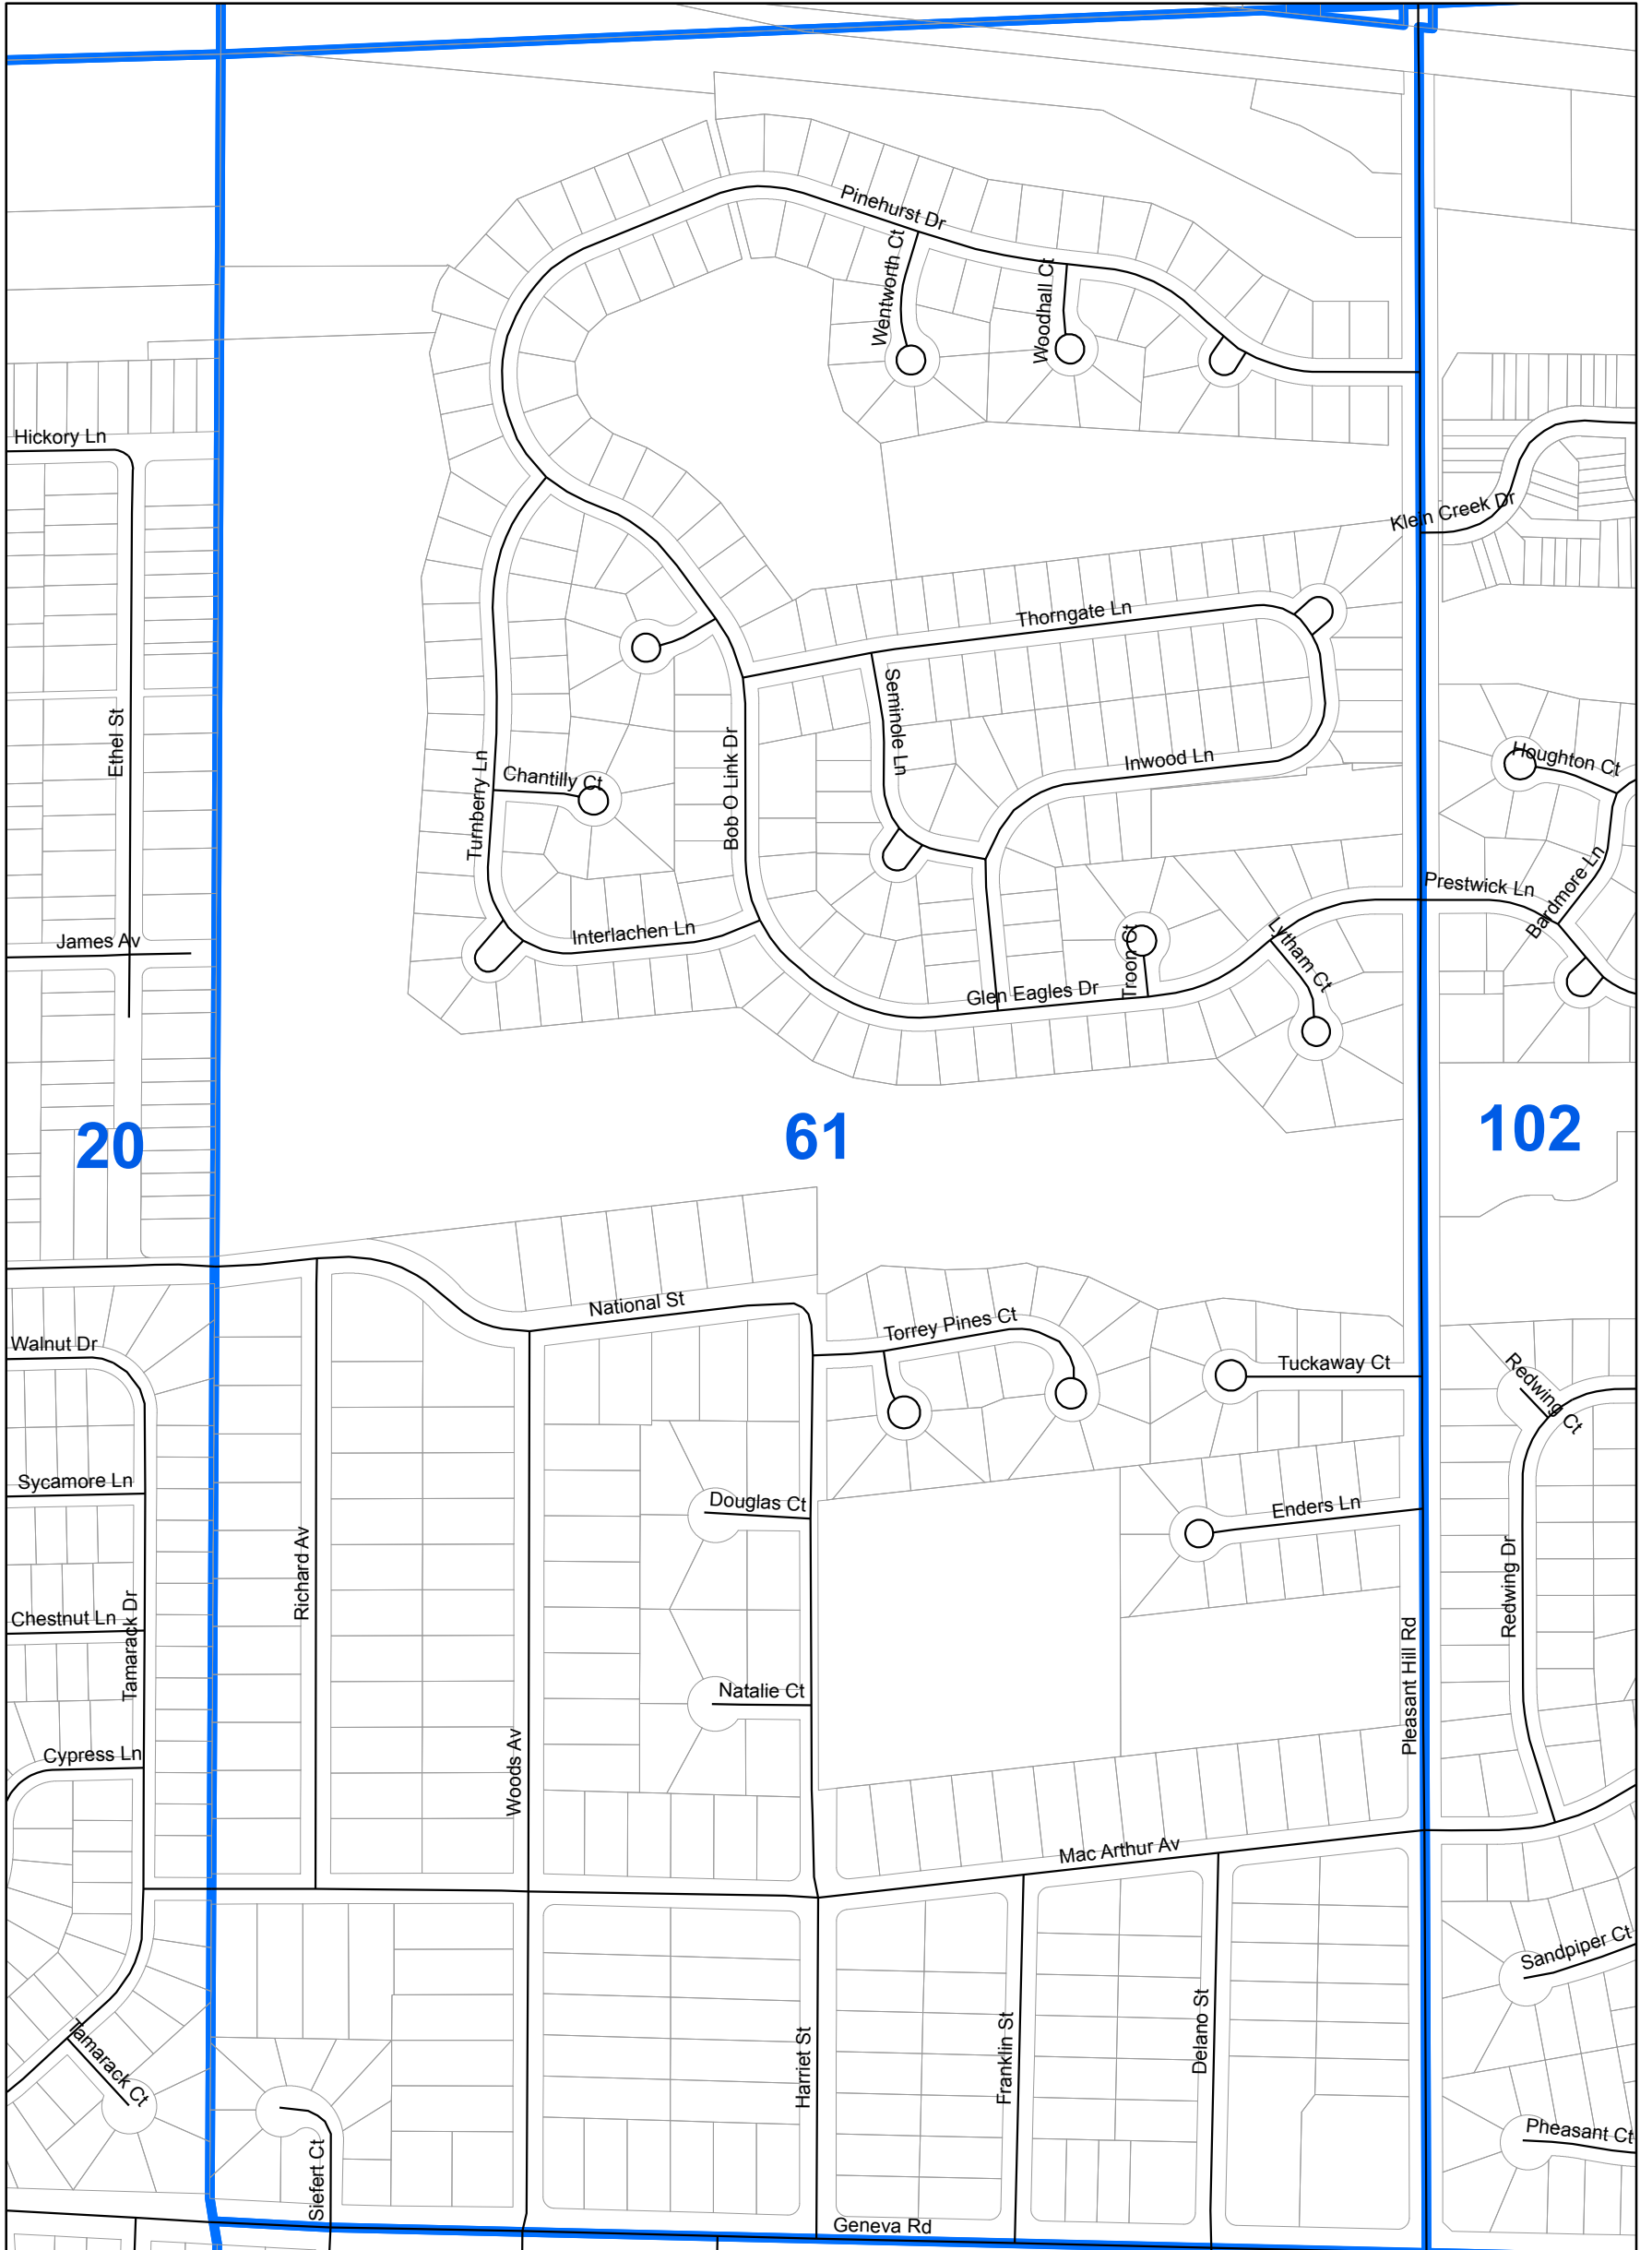 Pinehurst Dr
Wentworth Ct
Woodhall Ct
Hickory Ln
Klein Creek Dr
Thorngate Ln
Seminole Ln
Ethel St
Bob O Link Dr
Turnberry Ln
Chantilly Ct
Inwood Ln
Houghton Ct
Prestwick Ln
Bardmore Ln
James Av
Interlachen Ln
Lytham Ct
Troon Ct
Glen Eagles Dr
20
61
102
National St
Torrey Pines Ct
Walnut Dr
Tuckaway Ct
Redwing Ct
Sycamore Ln
Douglas Ct
Enders Ln
Richard Av
Redwing Dr
Chestnut Ln
Tamarack Dr
Pleasant Hill Rd
Natalie Ct
Cypress Ln
Woods Av
Mac Arthur Av
Sandpiper Ct
Tamarack Ct
Harriet St
Franklin St
Delano St
Pheasant Ct
Siefert Ct
Geneva Rd